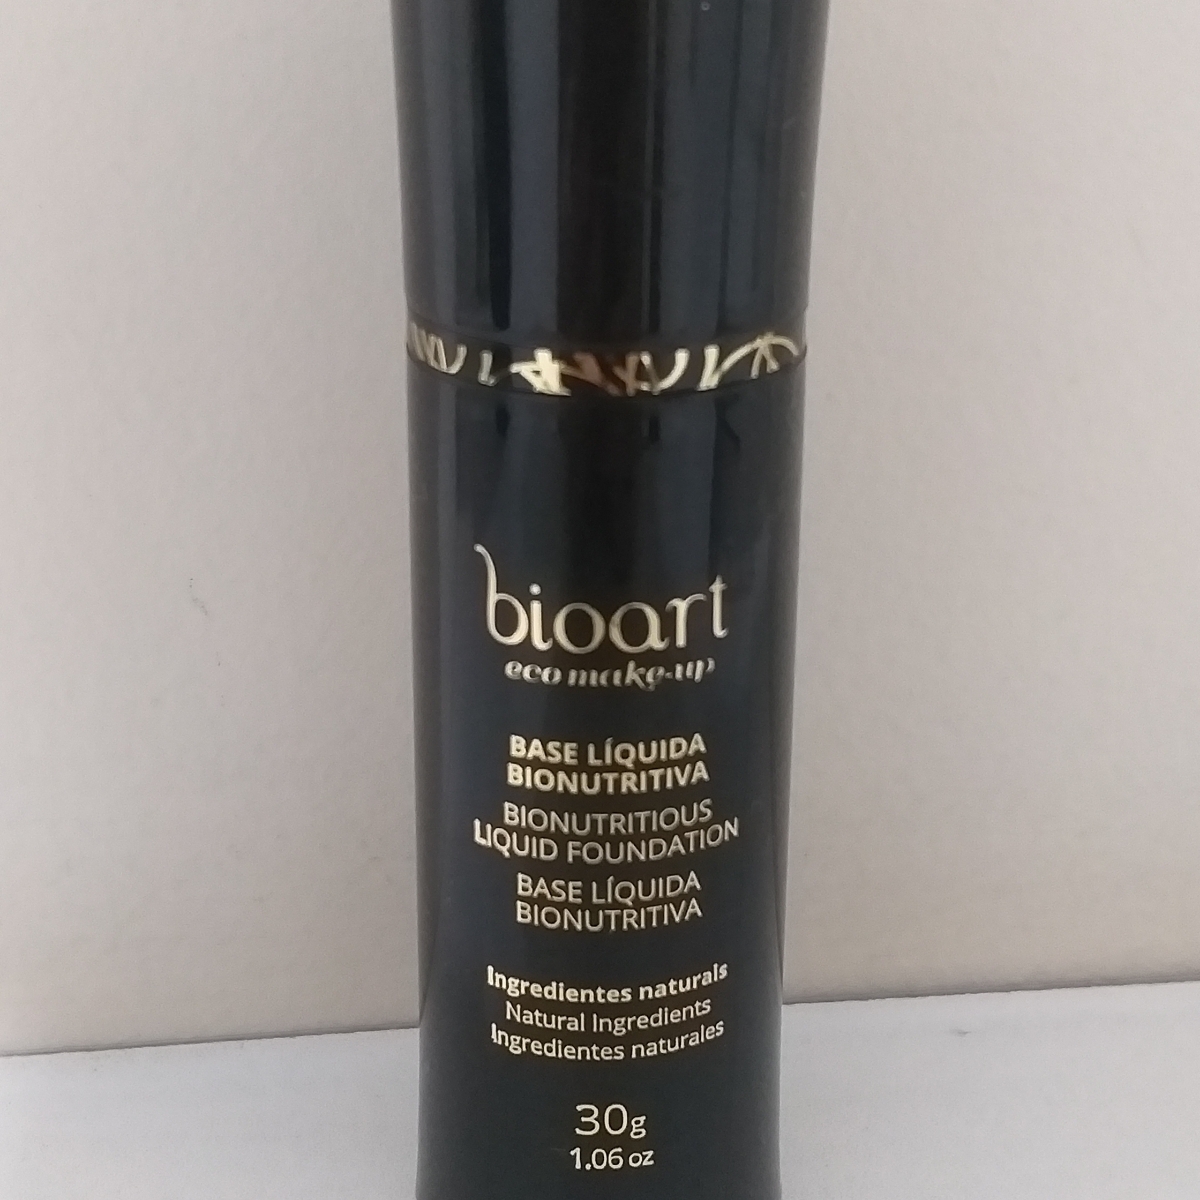 bioart
eco make-up
BASE LÍQUIDA
BIONUTRITIVA
BIONUTRITIOUS
LIQUID FOUNDATION
BASE LÍQUIDA
BIONUTRITIVA
Ingredientes naturais
Natural Ingredients
Ingredientes naturales
30g
1.06 oz